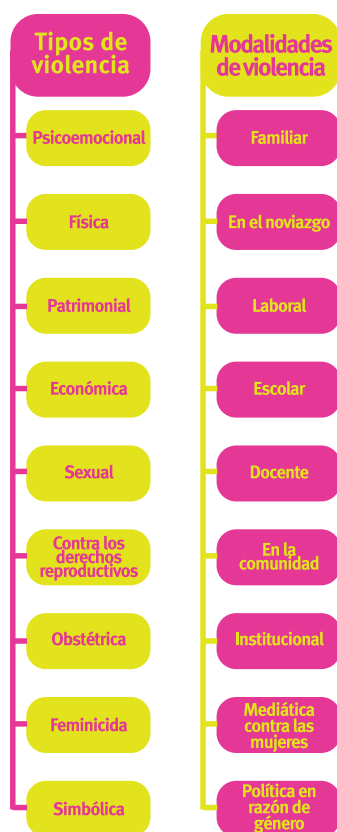 Tipos de
violencia
Psicoemocional
Física
Patrimonial
Económica
Sexual
Contra los
derechos
reproductivos
Obstétrica
Feminicida
Simbólica
Modalidades
de violencia
Familiar
En el noviazgo
Laboral
Escolar
Docente
En la
comunidad
Institucional
Mediática
contra las
mujeres
Política en
razón de
género